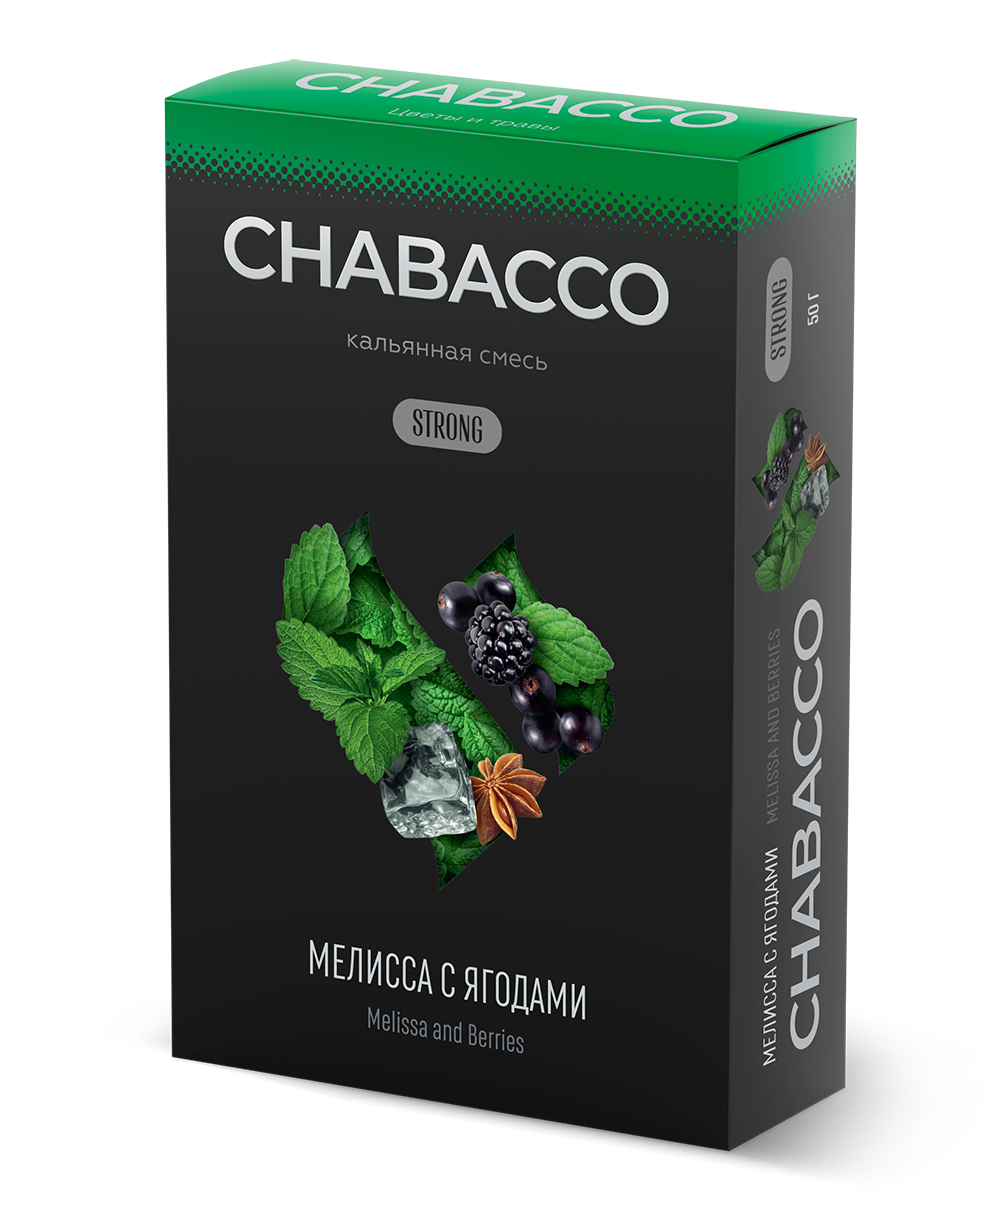 CHABACCO
Цветы и травы
CHABACCO
кальянная смесь
STRONG
МЕЛИССА С ЯГОДАМИ
Melissa and Berries
STRONG
50 Г
МЕЛИССА С ЯГОДАМИ MELISSA AND BERRIES
CHABACCO